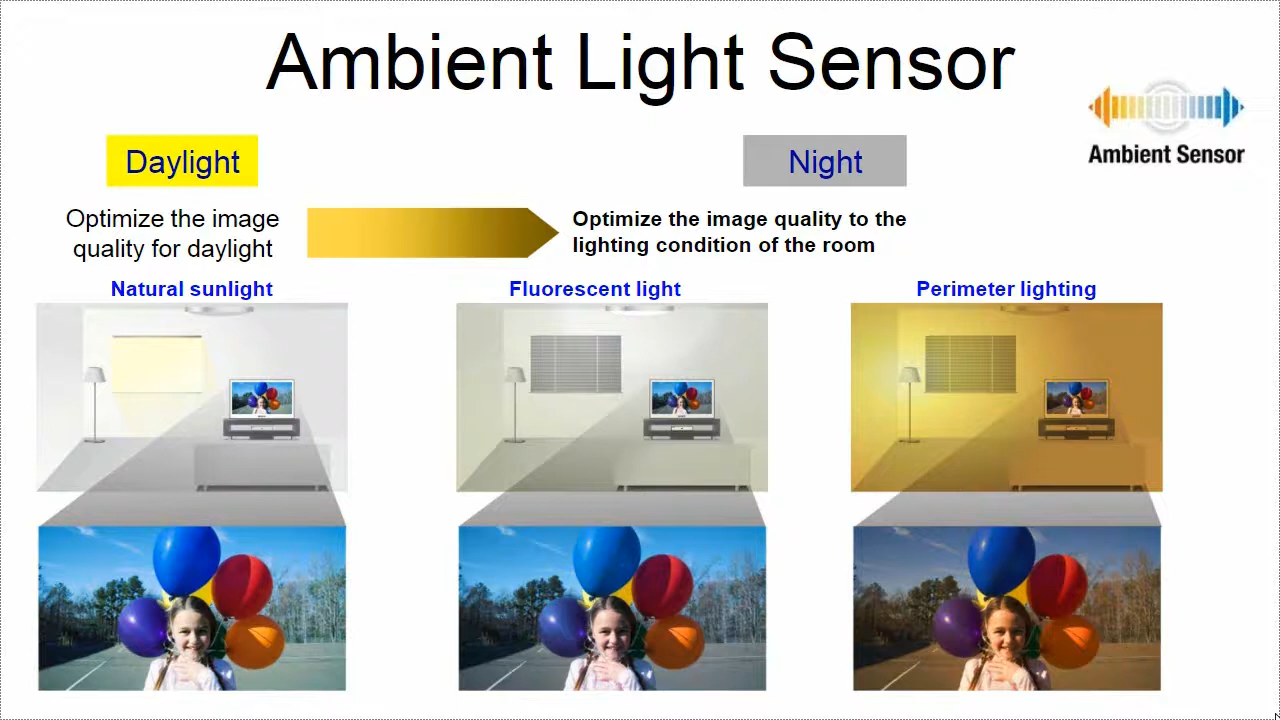 Ambient Light Sensor
Ambient Sensor
Daylight
Night
Optimize the image
quality for daylight
Optimize the image quality to the
lighting condition of the room
Natural sunlight
Fluorescent light
Perimeter lighting